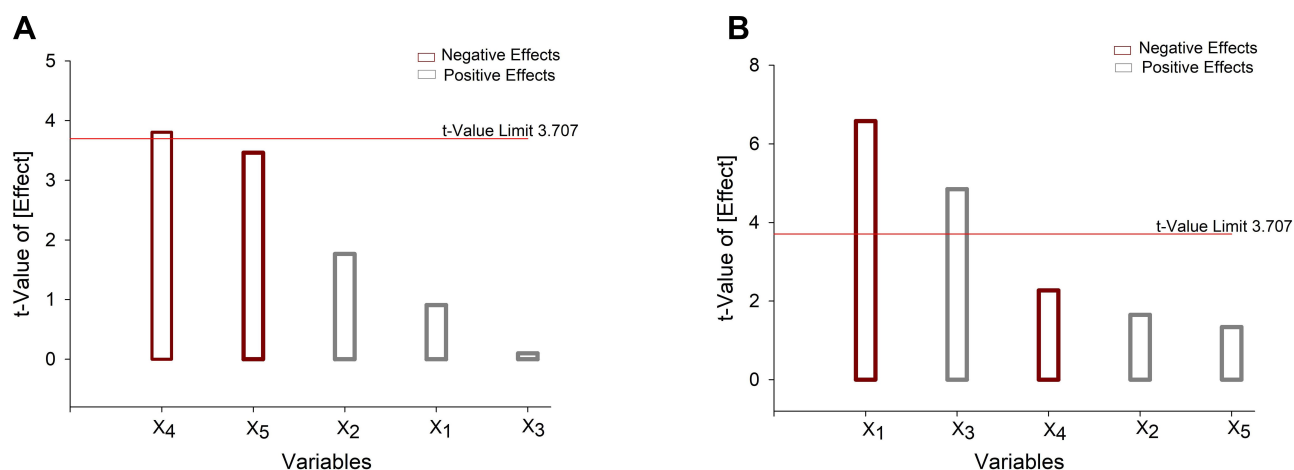 A
Negative Effects
Positive Effects
t-Value of [Effect]
5
4
3
2
1
0
t-Value Limit 3.707
X4 X5 X2 X1 X3
Variables
B
Negative Effects
Positive Effects
t-Value of [Effect]
8
6
4
2
0
t-Value Limit 3.707
X1 X3 X4 X2 X5
Variables